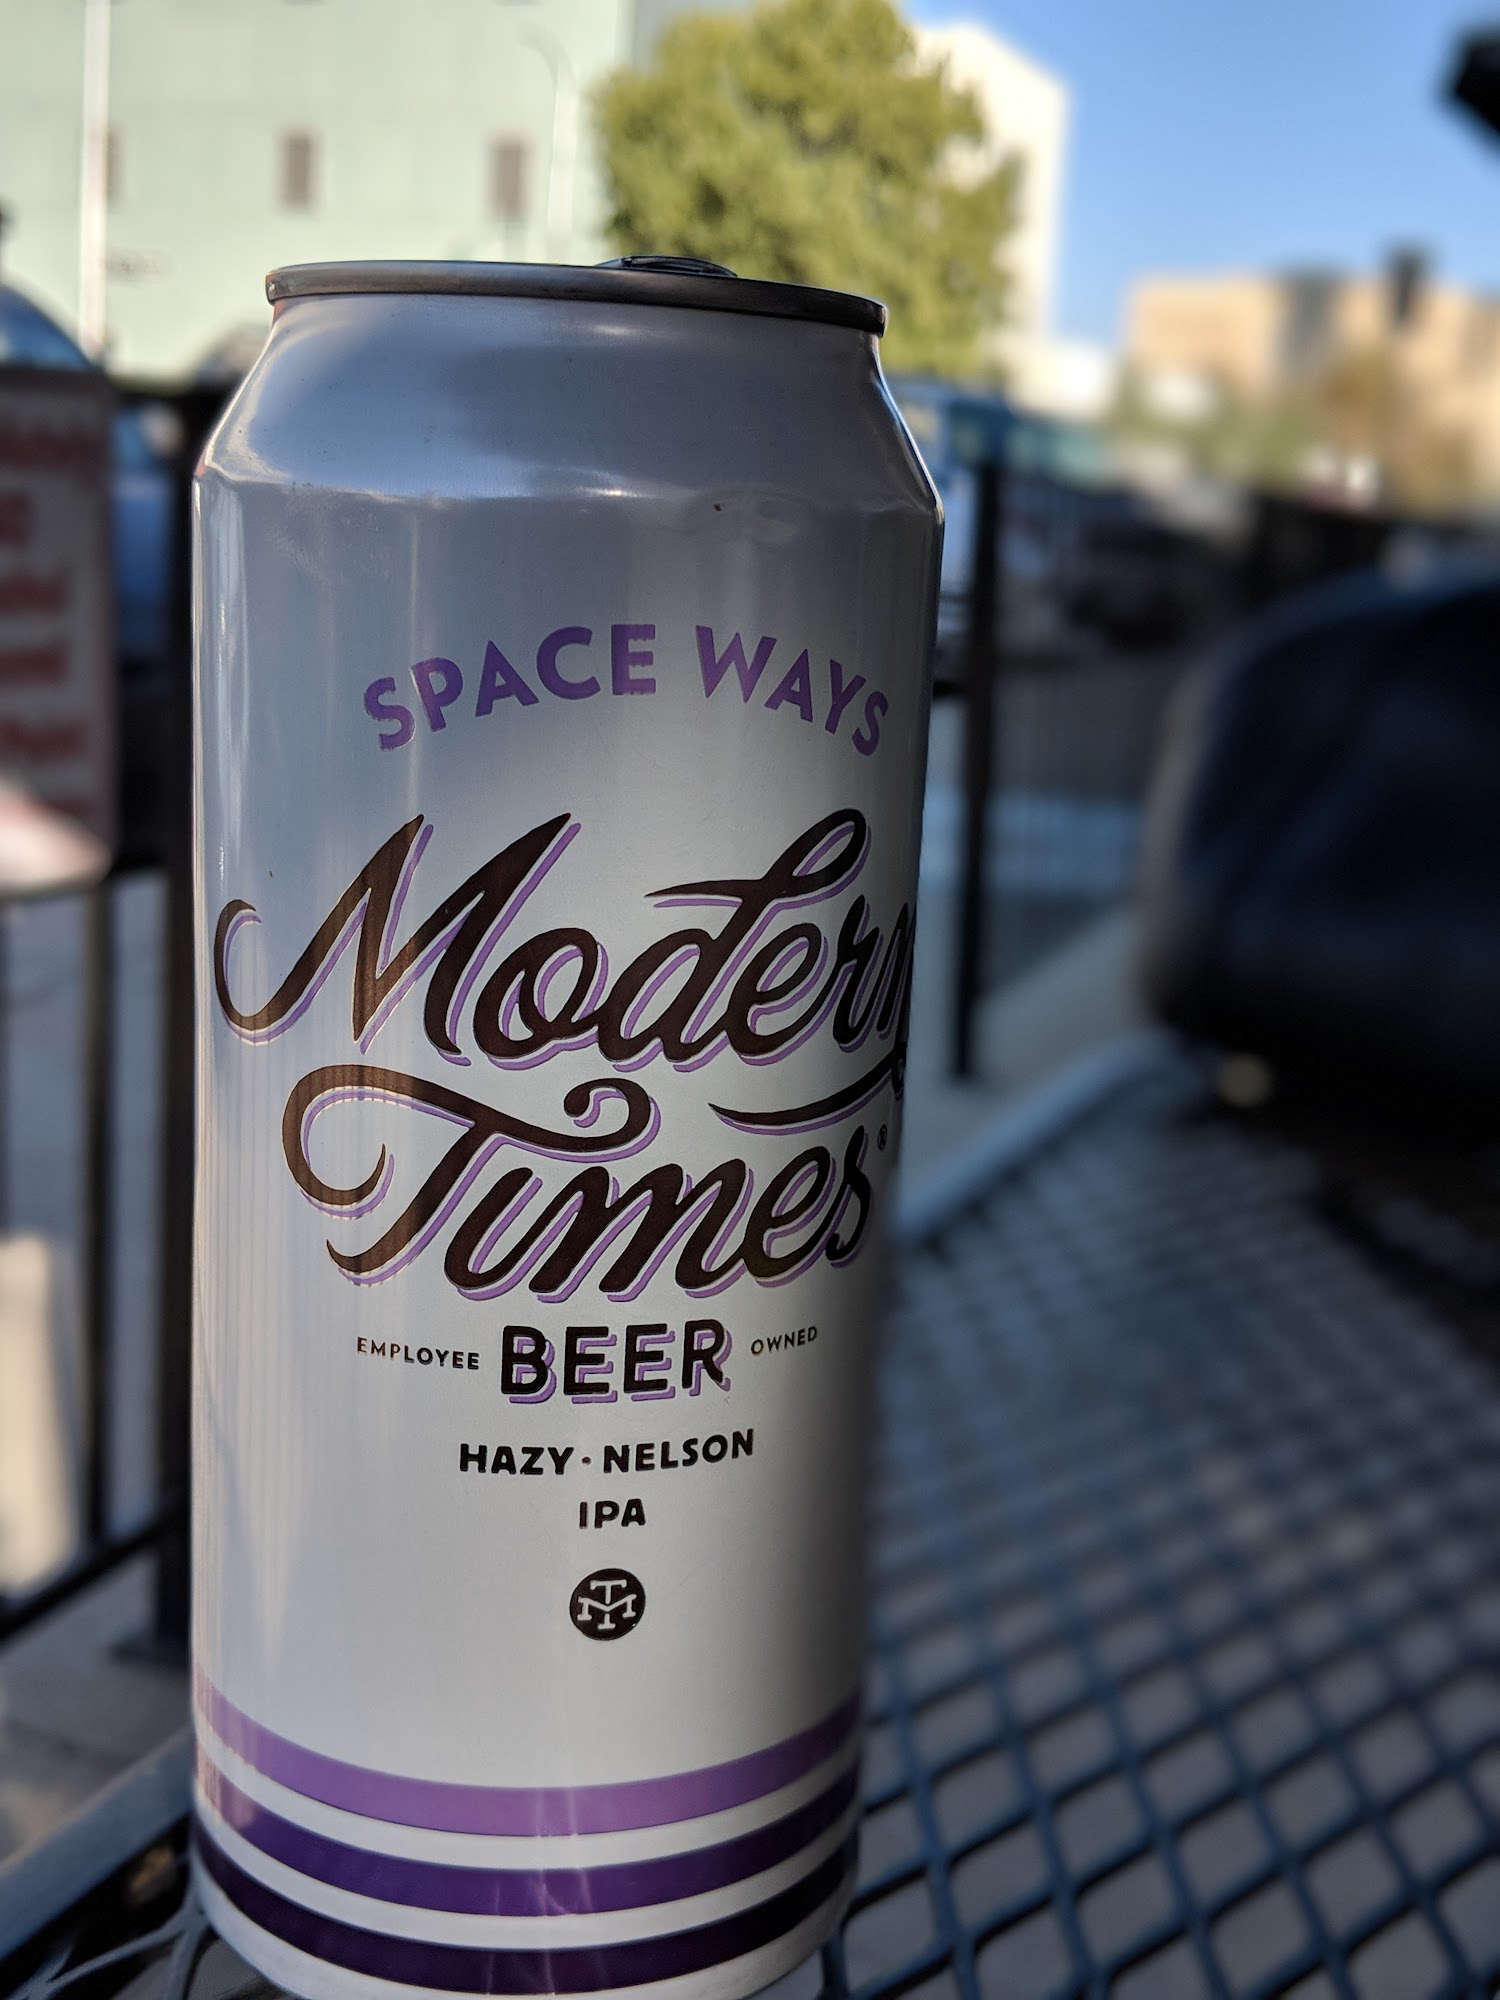 SPACE WAYS
Modern
Times®
EMPLOYEE BEER OWNED
HAZY · NELSON
IPA